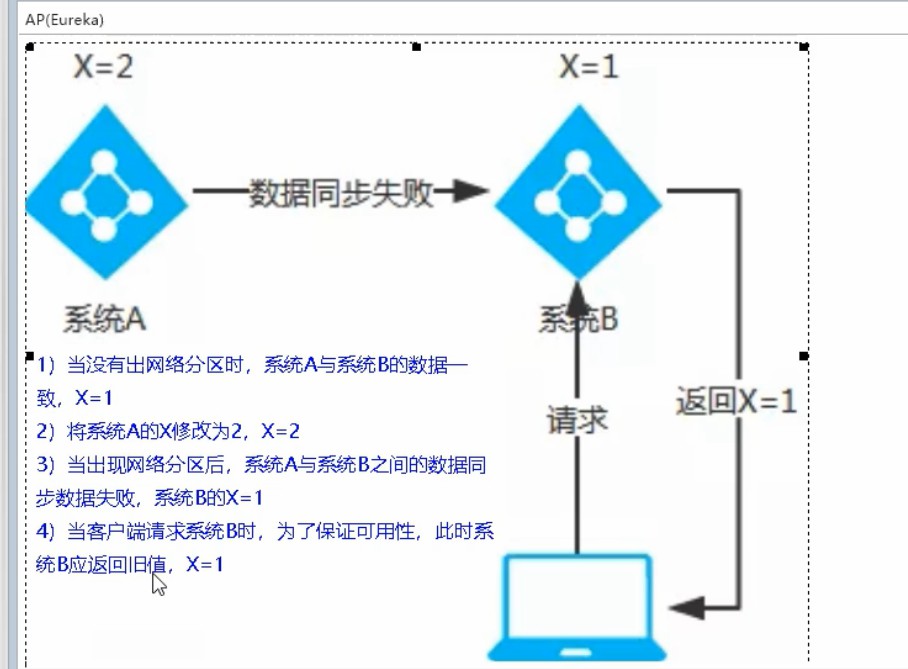 AP(Eureka)
X=2
X=1
数据同步失败
系统A
系统B
1）当没有出网络分区时，系统A与系统B的数据一
致，X=1
2）将系统A的X修改为2，X=2
3）当出现网络分区后，系统A与系统B之间的数据同
步数据失败，系统B的X=1
4）当客户端请求系统B时，为了保证可用性，此时系
统B应返回旧值，X=1
请求
返回X=1